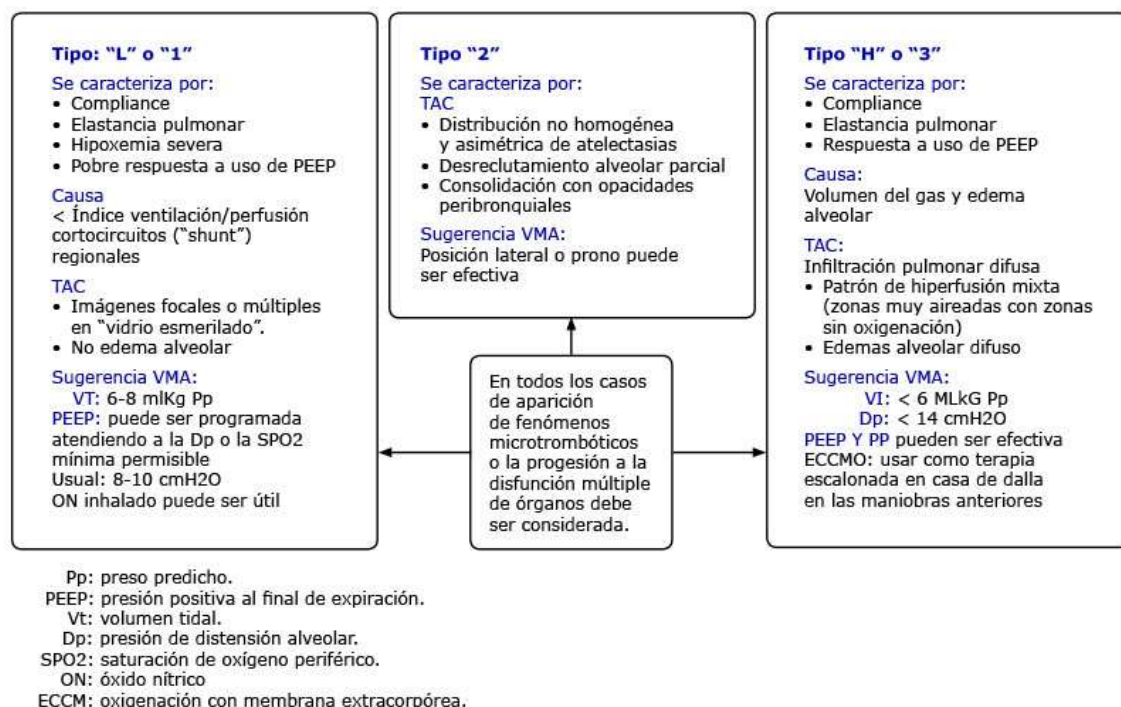 Tipo: “L” o “1”
Se caracteriza por:
• Compliance
• Elastancia pulmonar
• Hipoxemia severa
• Pobre respuesta a uso de PEEP
Causa
< Índice ventilación/perfusión
cortocircuitos (“shunt”)
regionales
TAC
• Imágenes focales o múltiples
en “vidrio esmerilado”.
• No edema alveolar
Sugerencia VMA:
VT: 6-8 mlKg Pp
PEEP: puede ser programada
atendiendo a la Dp o la SPO2
mínima permisible
Usual: 8-10 cmH2O
ON inhalado puede ser útil
Tipo “2”
Se caracteriza por:
TAC
• Distribución no homogénea
y asimétrica de atelectasias
• Desreclutamiento alveolar parcial
• Consolidación con opacidades
peribronquiales
Sugerencia VMA:
Posición lateral o prono puede
ser efectiva
Tipo “H” o “3”
Se caracteriza por:
• Compliance
• Elastancia pulmonar
• Respuesta a uso de PEEP
Causa:
Volumen del gas y edema
alveolar
TAC:
Infiltración pulmonar difusa
• Patrón de hiperfusión mixta
(zonas muy aireadas con zonas
sin oxigenación)
• Edemas alveolar difuso
Sugerencia VMA:
VI: < 6 MLkG Pp
Dp: < 14 cmH2O
PEEP Y PP pueden ser efectiva
ECCMO: usar como terapia
escalonada en casa de dalla
en las maniobras anteriores
En todos los casos
de aparición
de fenómenos
microtrombóticos
o la progesión a la
disfunción múltiple
de órganos debe
ser considerada.
Pp: preso predicho.
PEEP: presión positiva al final de expiración.
Vt: volumen tidal.
Dp: presión de distensión alveolar.
SPO2: saturación de oxígeno periférico.
ON: óxido nítrico
ECCM: oxigenación con membrana extracorpórea.